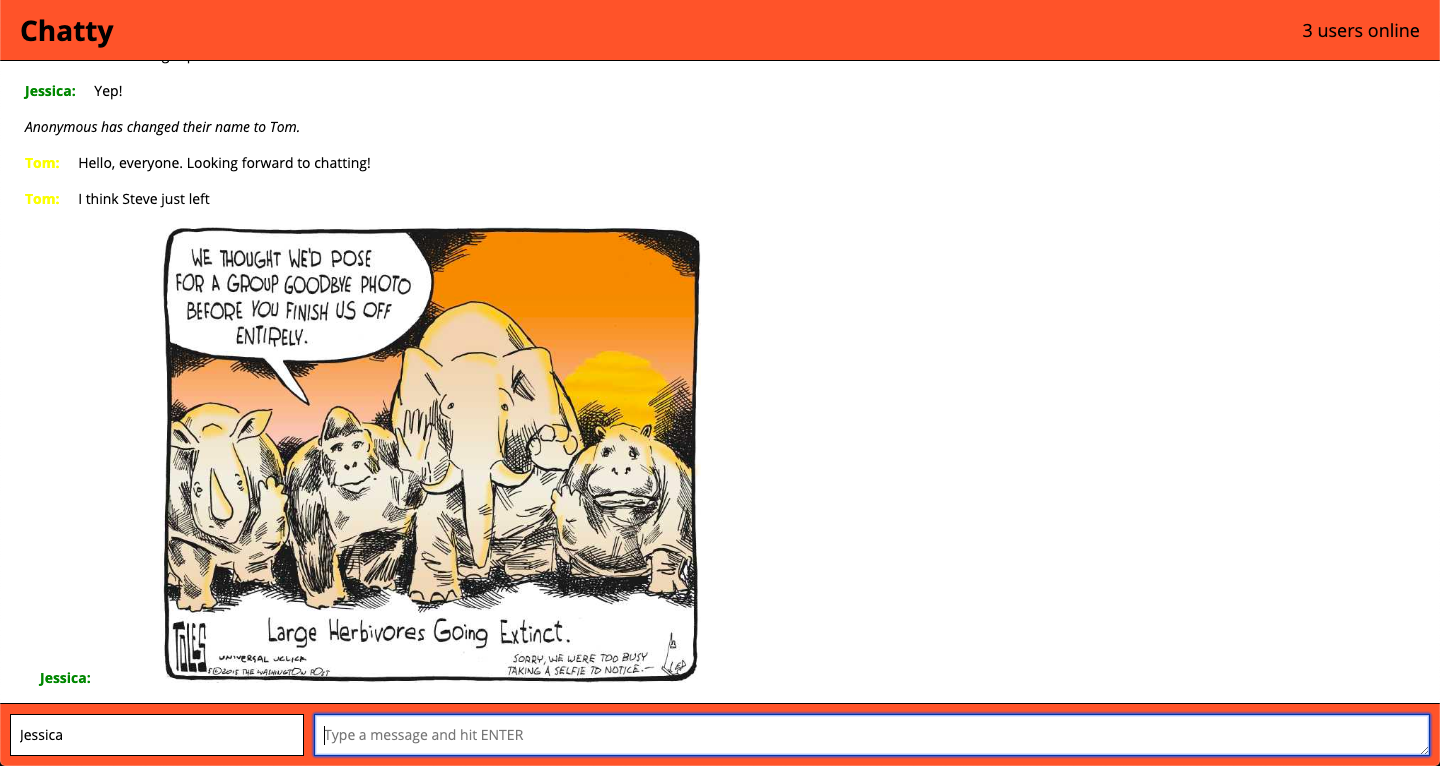 Chatty
3 users online
Jessica: Yep!
Anonymous has changed their name to Tom.
Tom: Hello, everyone. Looking forward to chatting!
Tom: I think Steve just left
WE THOUGHT WE'D POSE
FOR A GROUP GOODBYE PHOTO
BEFORE YOU FINISH US OFF
ENTIRELY.
Large Herbivores Going Extinct.
TOLES
UNIVERSAL UCLICK
©2015 THE WASHINGTON POST
SORRY, WE WERE TOO BUSY
TAKING A SELFIE TO NOTICE.—
Jessica:
Jessica
Type a message and hit ENTER